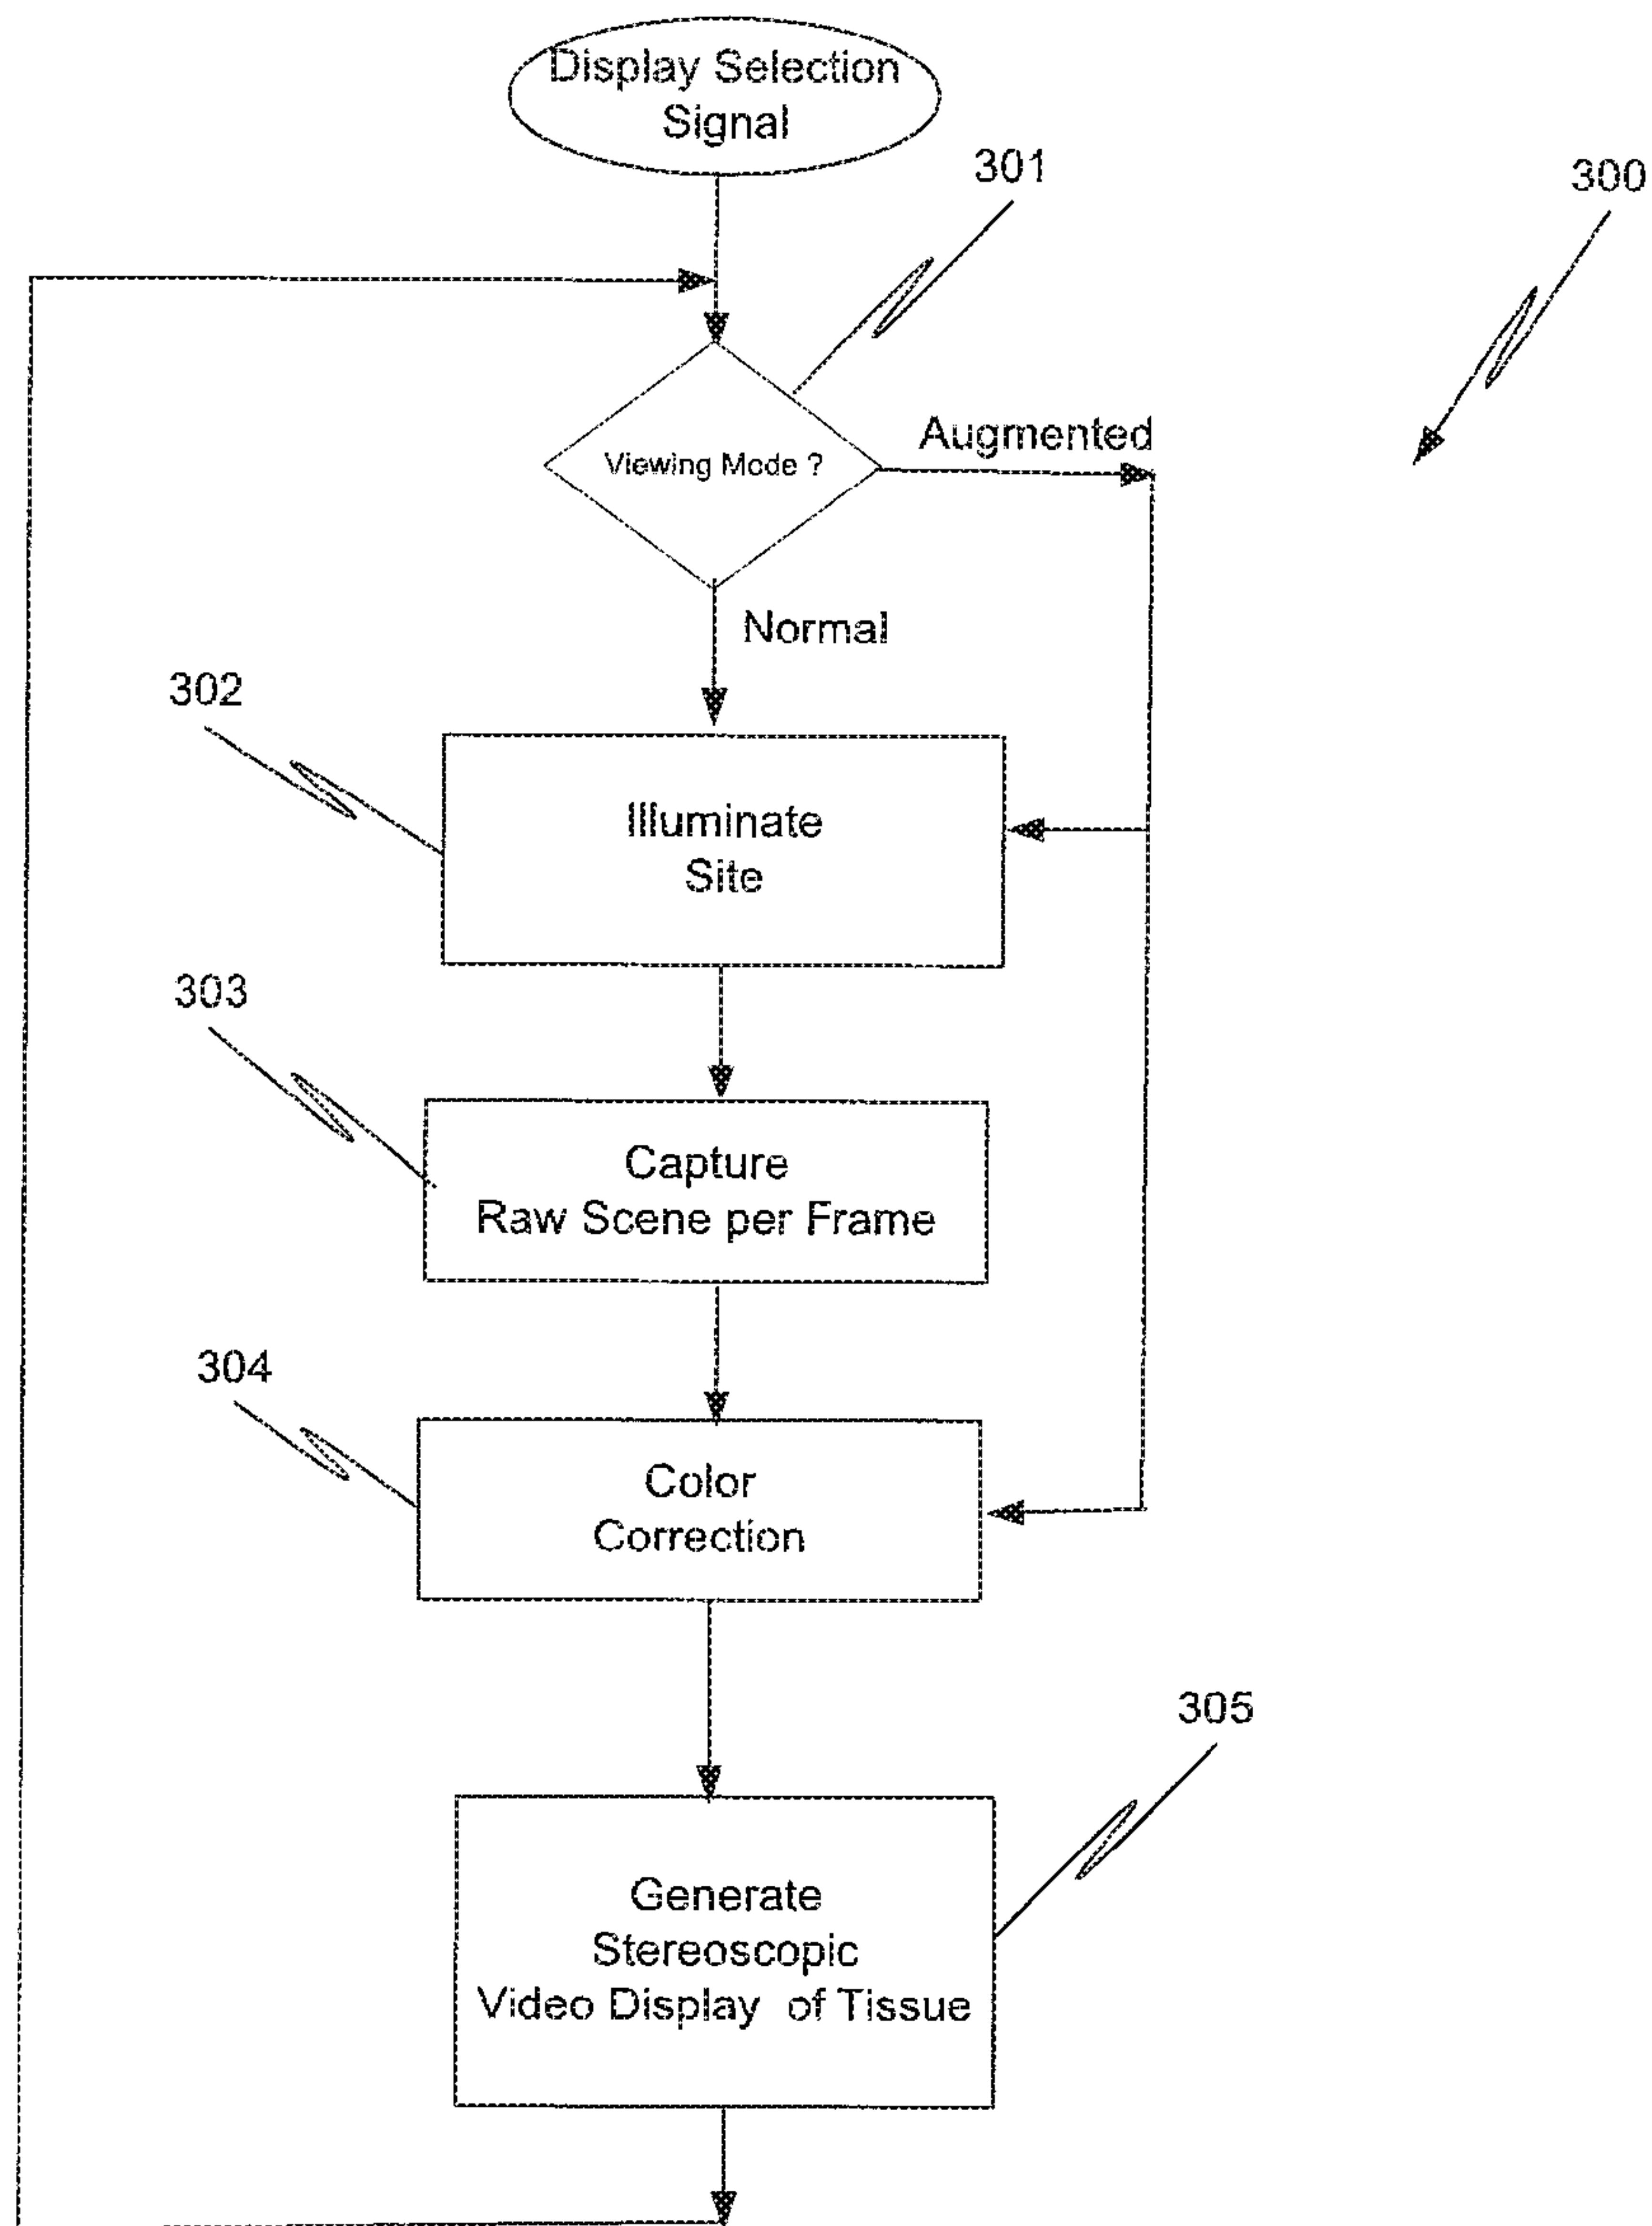 Display Selection
Signal
301
300
Viewing Mode ?
Augmented
Normal
302
Illuminate
Site
303
Capture
Raw Scene per Frame
304
Color
Correction
305
Generate
Stereoscopic
Video Display of Tissue